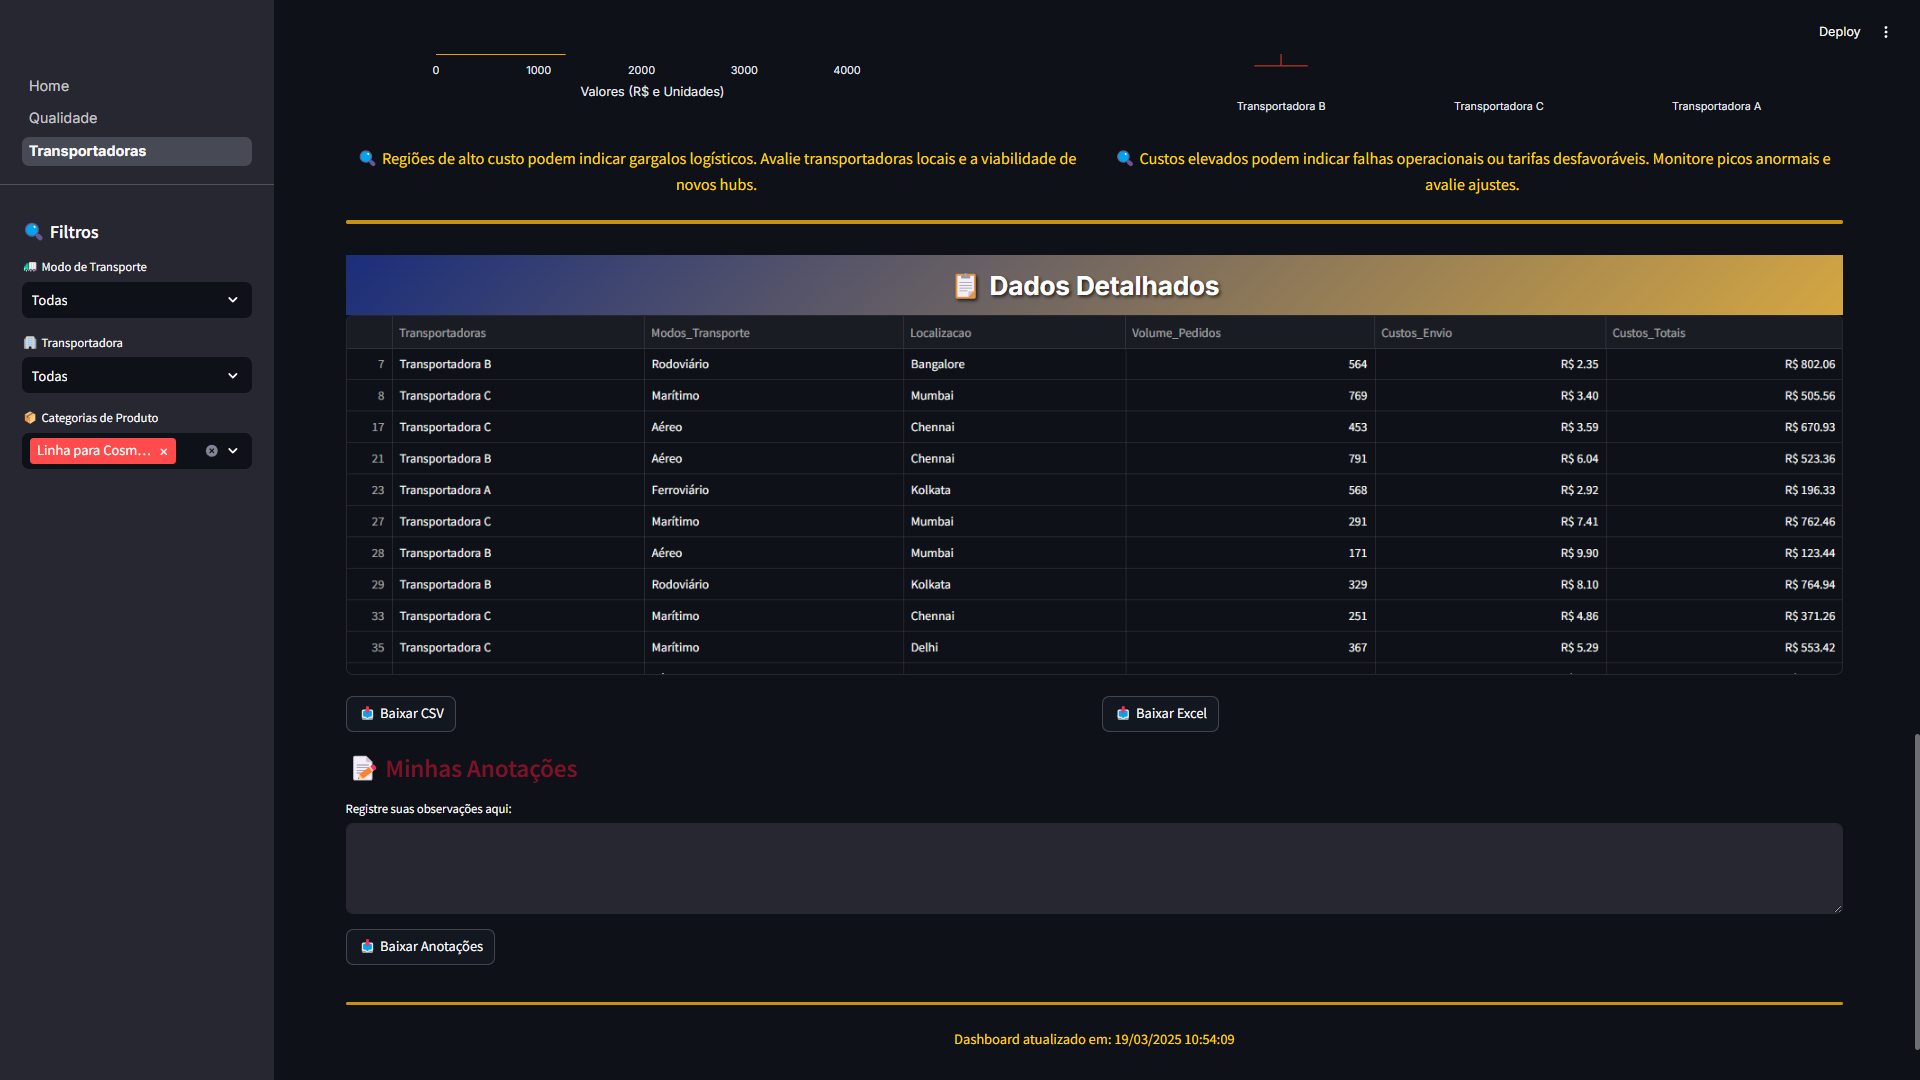 Deploy
Home
Qualidade
Transportadoras
Filtros
Modo de Transporte
Todas
Transportadora
Todas
Categorias de Produto
Linha para Cosm...
0 1000 2000 3000 4000
Valores (R$ e Unidades)
Transportadora B Transportadora C Transportadora A
Regiões de alto custo podem indicar gargalos logísticos. Avalie transportadoras locais e a viabilidade de
novos hubs.
Custos elevados podem indicar falhas operacionais ou tarifas desfavoráveis. Monitore picos anormais e
avalie ajustes.
Dados Detalhados
Transportadoras Modos_Transporte Localizacao Volume_Pedidos Custos_Envio Custos_Totais
7 Transportadora B Rodoviário Bangalore 564 R$ 2.35 R$ 802.06
8 Transportadora C Marítimo Mumbai 769 R$ 3.40 R$ 505.56
17 Transportadora C Aéreo Chennai 453 R$ 3.59 R$ 670.93
21 Transportadora B Aéreo Chennai 791 R$ 6.04 R$ 523.36
23 Transportadora A Ferroviário Kolkata 568 R$ 2.92 R$ 196.33
27 Transportadora C Marítimo Mumbai 291 R$ 7.41 R$ 762.46
28 Transportadora B Aéreo Mumbai 171 R$ 9.90 R$ 123.44
29 Transportadora B Rodoviário Kolkata 329 R$ 8.10 R$ 764.94
33 Transportadora C Marítimo Chennai 251 R$ 4.86 R$ 371.26
35 Transportadora C Marítimo Delhi 367 R$ 5.29 R$ 553.42
Baixar CSV
Baixar Excel
Minhas Anotações
Registre suas observações aqui:
Baixar Anotações
Dashboard atualizado em: 19/03/2025 10:54:09